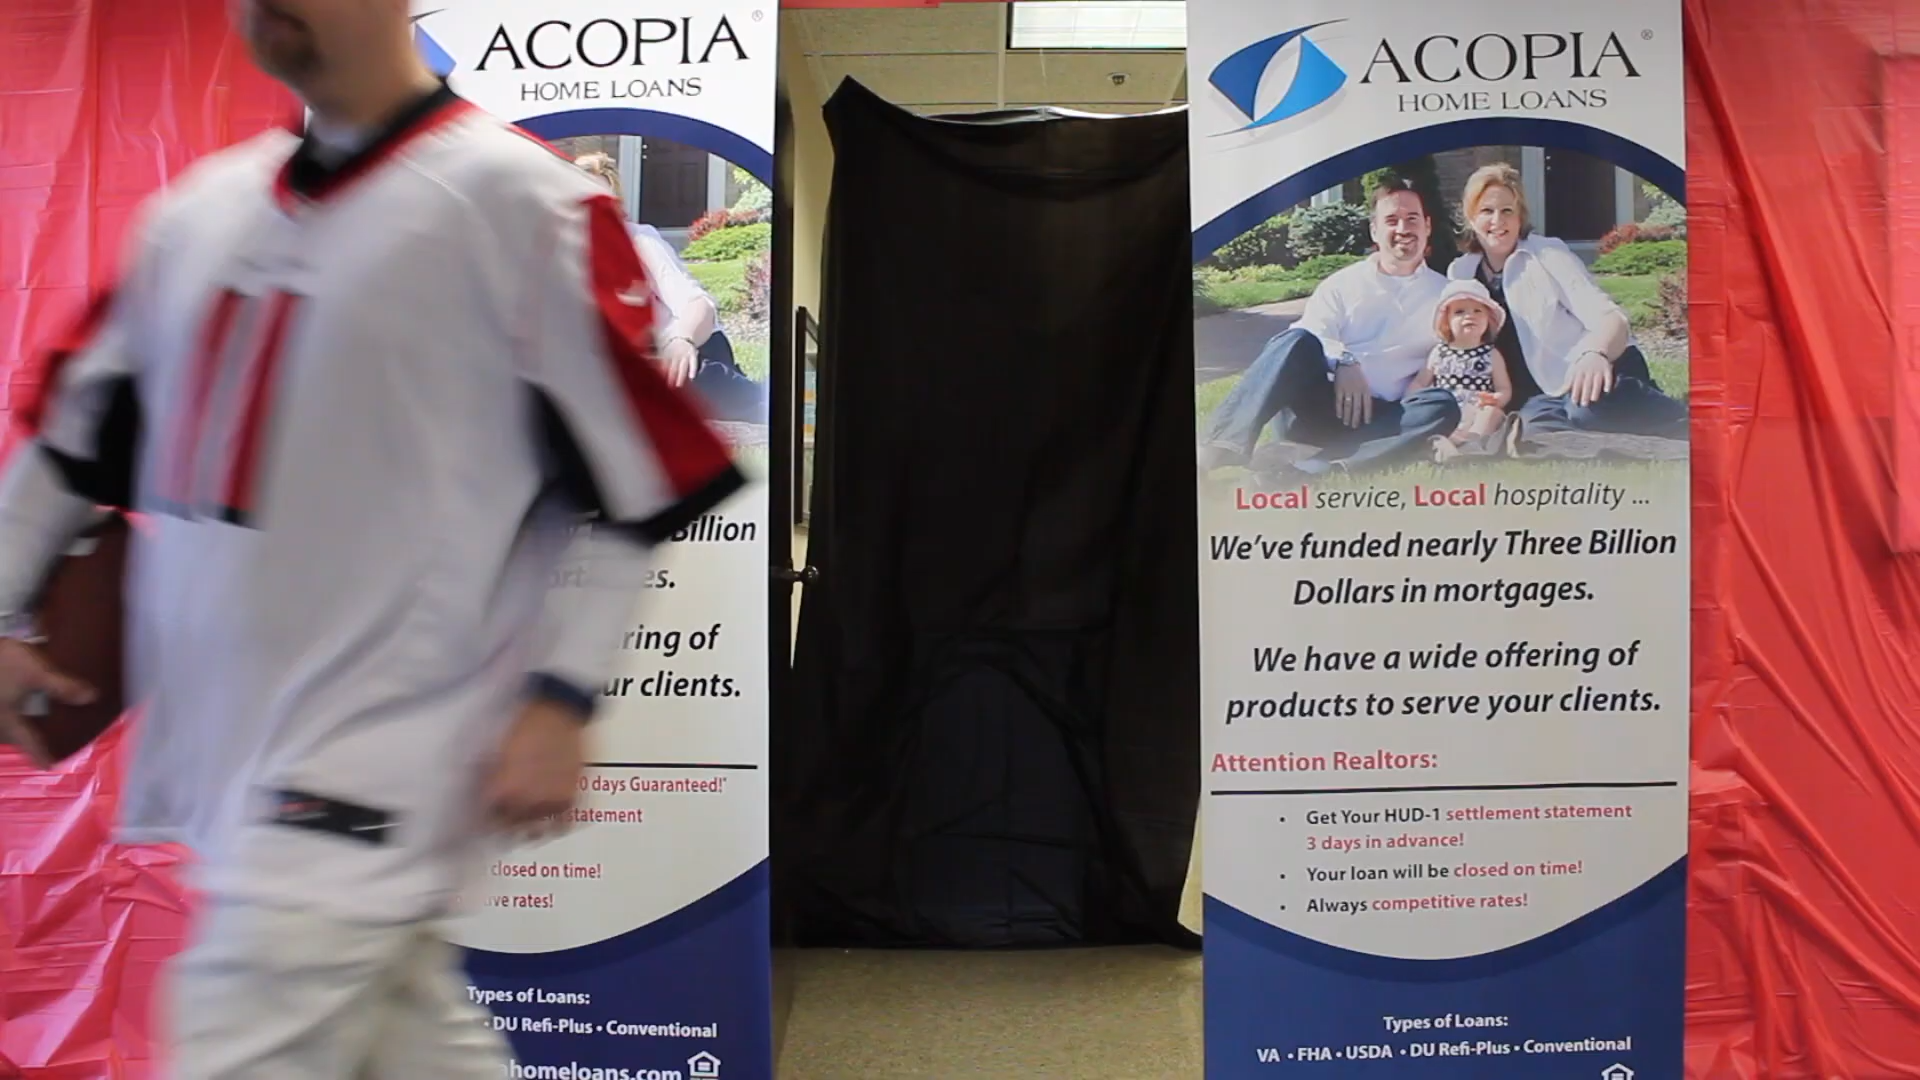 ACOPIA®
HOME LOANS
Billion
es.
ring of
ur clients.
0 days Guaranteed!*
statement
closed on time!
ive rates!
Types of Loans:
• DU Refi-Plus • Conventional
ahomeloans.com
11
ACOPIA®
HOME LOANS
Local service, Local hospitality ...
We've funded nearly Three Billion
Dollars in mortgages.
We have a wide offering of
products to serve your clients.
Attention Realtors:
• Get Your HUD-1 settlement statement
3 days in advance!
• Your loan will be closed on time!
• Always competitive rates!
Types of Loans:
VA • FHA • USDA • DU Refi-Plus • Conventional